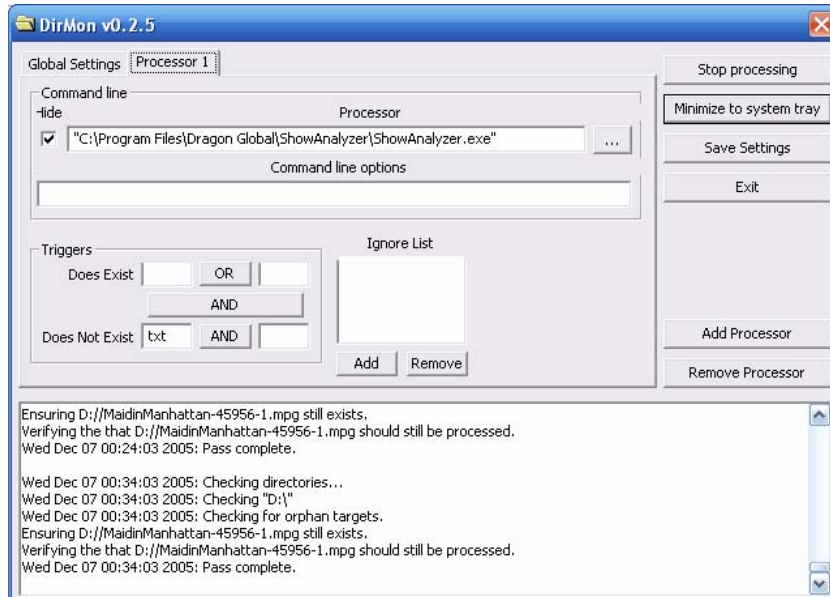 DirMon v0.2.5
Global Settings Processor 1
Stop processing
Command line
Hide Processor
Minimize to system tray
"C:\Program Files\Dragon Global\ShowAnalyzer\ShowAnalyzer.exe" ...
Save Settings
Command line options
Exit
Triggers
Ignore List
Does Exist OR
AND
Does Not Exist txt AND
Add Processor
Add Remove
Remove Processor
Ensuring D://MaidinManhattan-45956-1.mpg still exists.
Verifying the that D://MaidinManhattan-45956-1.mpg should still be processed.
Wed Dec 07 00:24:03 2005: Pass complete.
Wed Dec 07 00:34:03 2005: Checking directories...
Wed Dec 07 00:34:03 2005: Checking "D:\"
Wed Dec 07 00:34:03 2005: Checking for orphan targets.
Ensuring D://MaidinManhattan-45956-1.mpg still exists.
Verifying the that D://MaidinManhattan-45956-1.mpg should still be processed.
Wed Dec 07 00:34:03 2005: Pass complete.